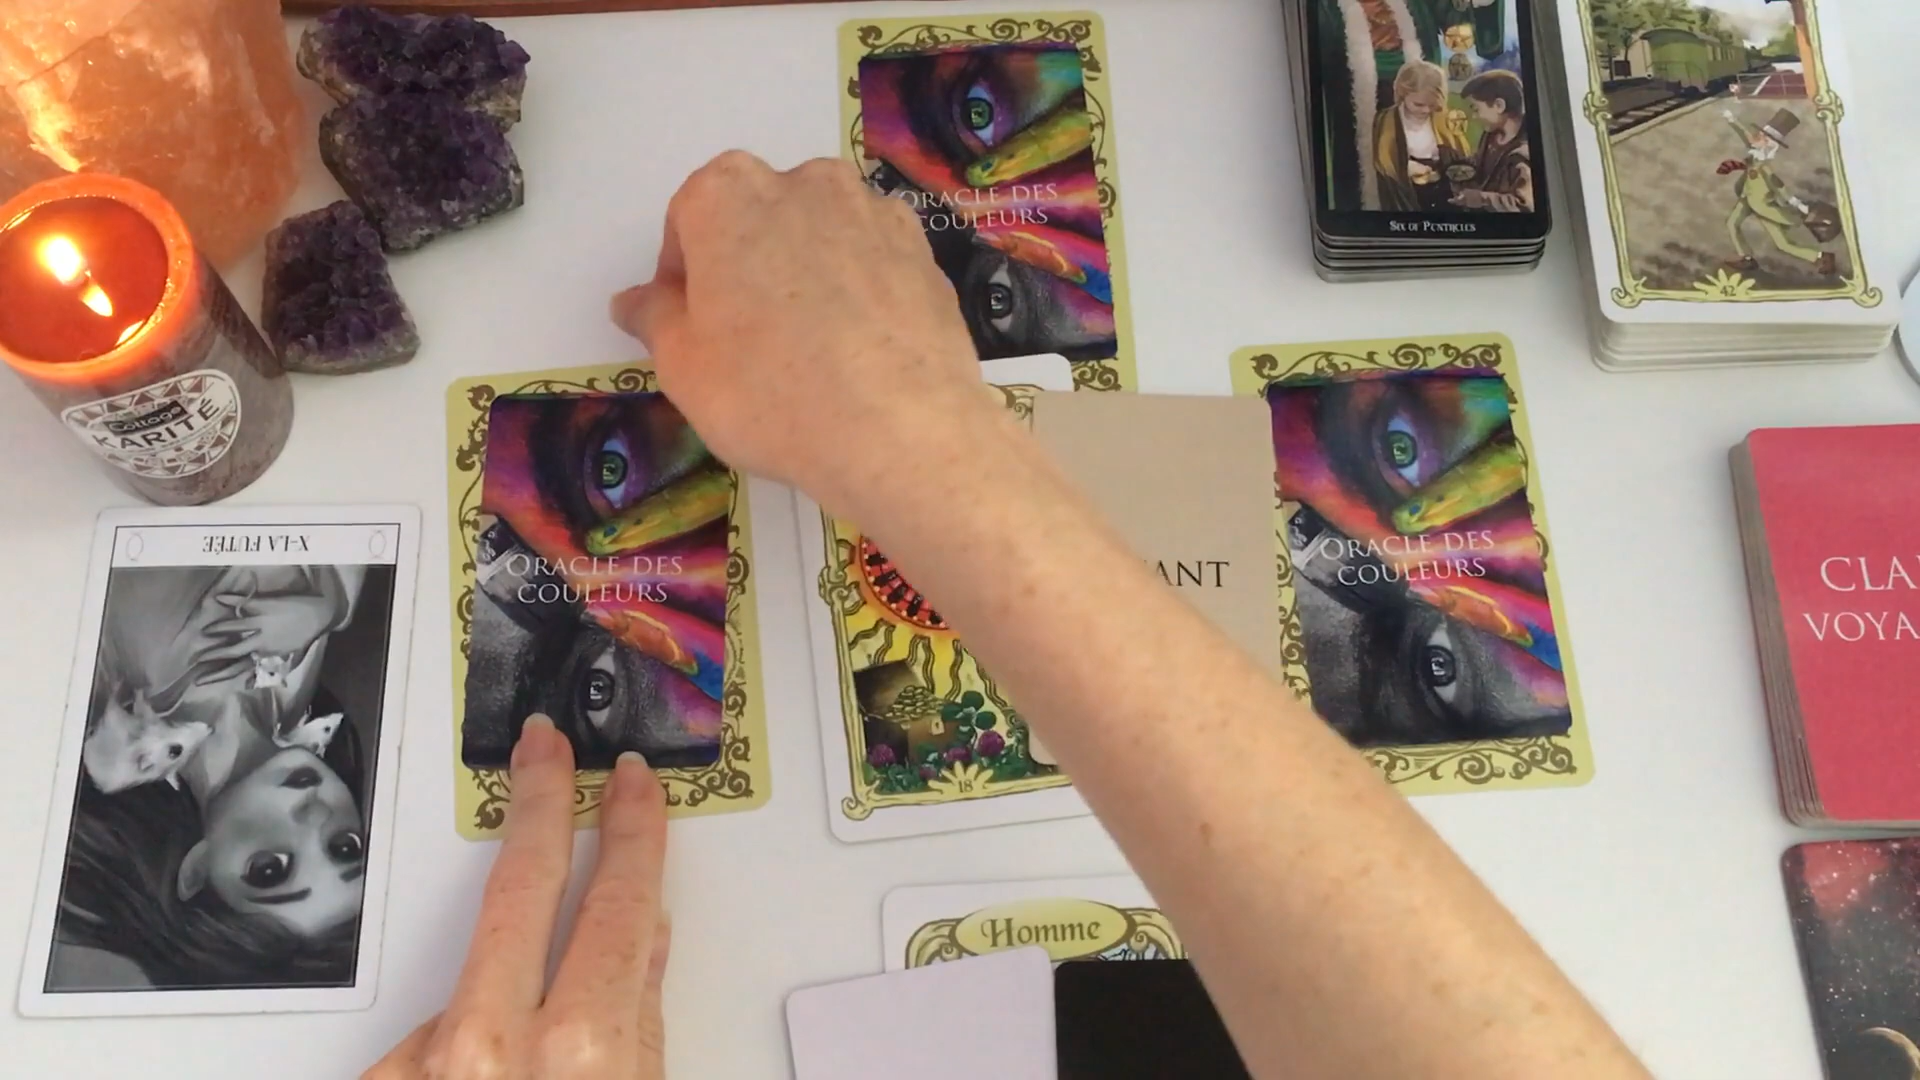 ORACLE DES
COULEURS
SIX OF PENTACLES
42
Cottage
KARITÉ
X-LA FUTÉE
ORACLE DES
COULEURS
ANT
ORACLE DES
COULEURS
18
CLA
VOYA
Homme